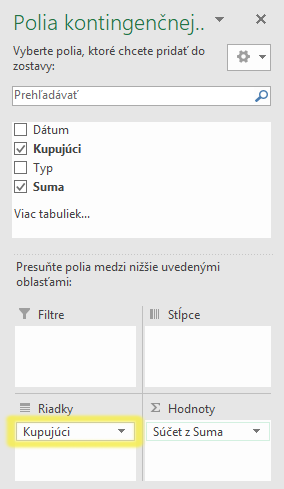 Polia kontingenčnej..
Vyberte polia, ktoré chcete pridať do
zostavy:
Prehľadávať
Dátum
Kupujúci
Typ
Suma
Viac tabuliek...
Presuňte polia medzi nižšie uvedenými
oblasťami:
Filtre
Stĺpce
Riadky
Hodnoty
Kupujúci
Súčet z Suma